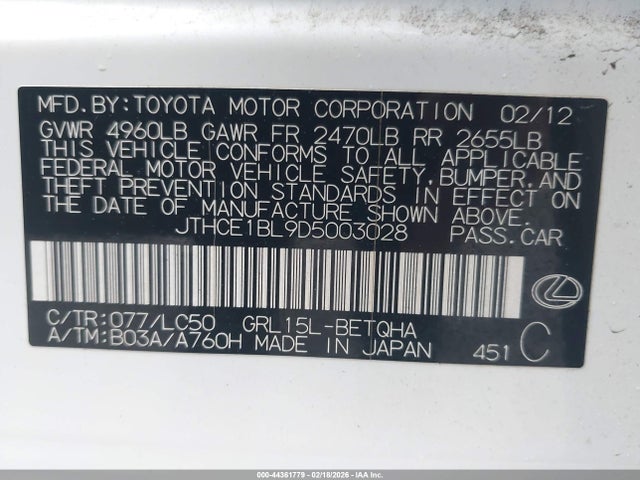 MFD.BY:TOYOTA MOTOR CORPORATION 02/12
GVWR 4960LB GAWR FR 2470LB RR 2655LB
THIS VEHICLE CONFORMS TO ALL APPLICABLE
FEDERAL MOTOR VEHICLE SAFETY,BUMPER,AND
THEFT PREVENTION STANDARDS IN EFFECT ON
THE DATE OF MANUFACTURE SHOWN ABOVE.
JTHCE1BL9D5003028 PASS.CAR
C/TR:077/LC50 GRL15L-BETQHA
A/TM:B03A/A760H MADE IN JAPAN 451 C
000-44361779 - 02/18/2026 - IAAI.CA